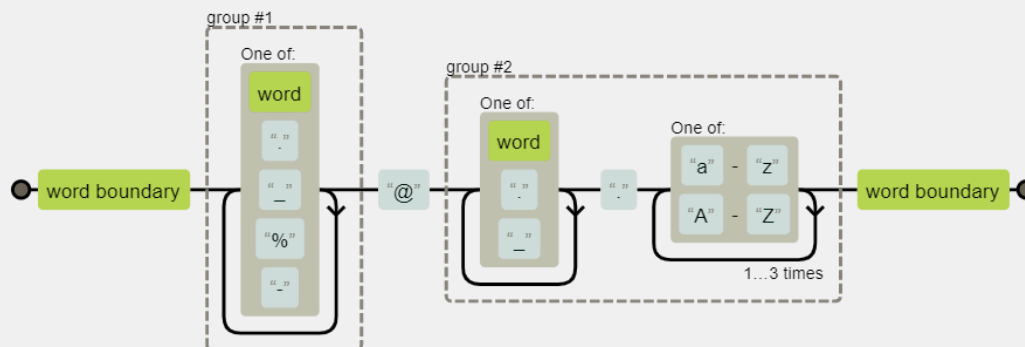 group #1
One of:
word
“.”
“_”
“%”
“-”
word boundary
“@”
group #2
One of:
word
“.”
“_”
“.”
One of:
“a” - “z”
“A” - “Z”
1…3 times
word boundary